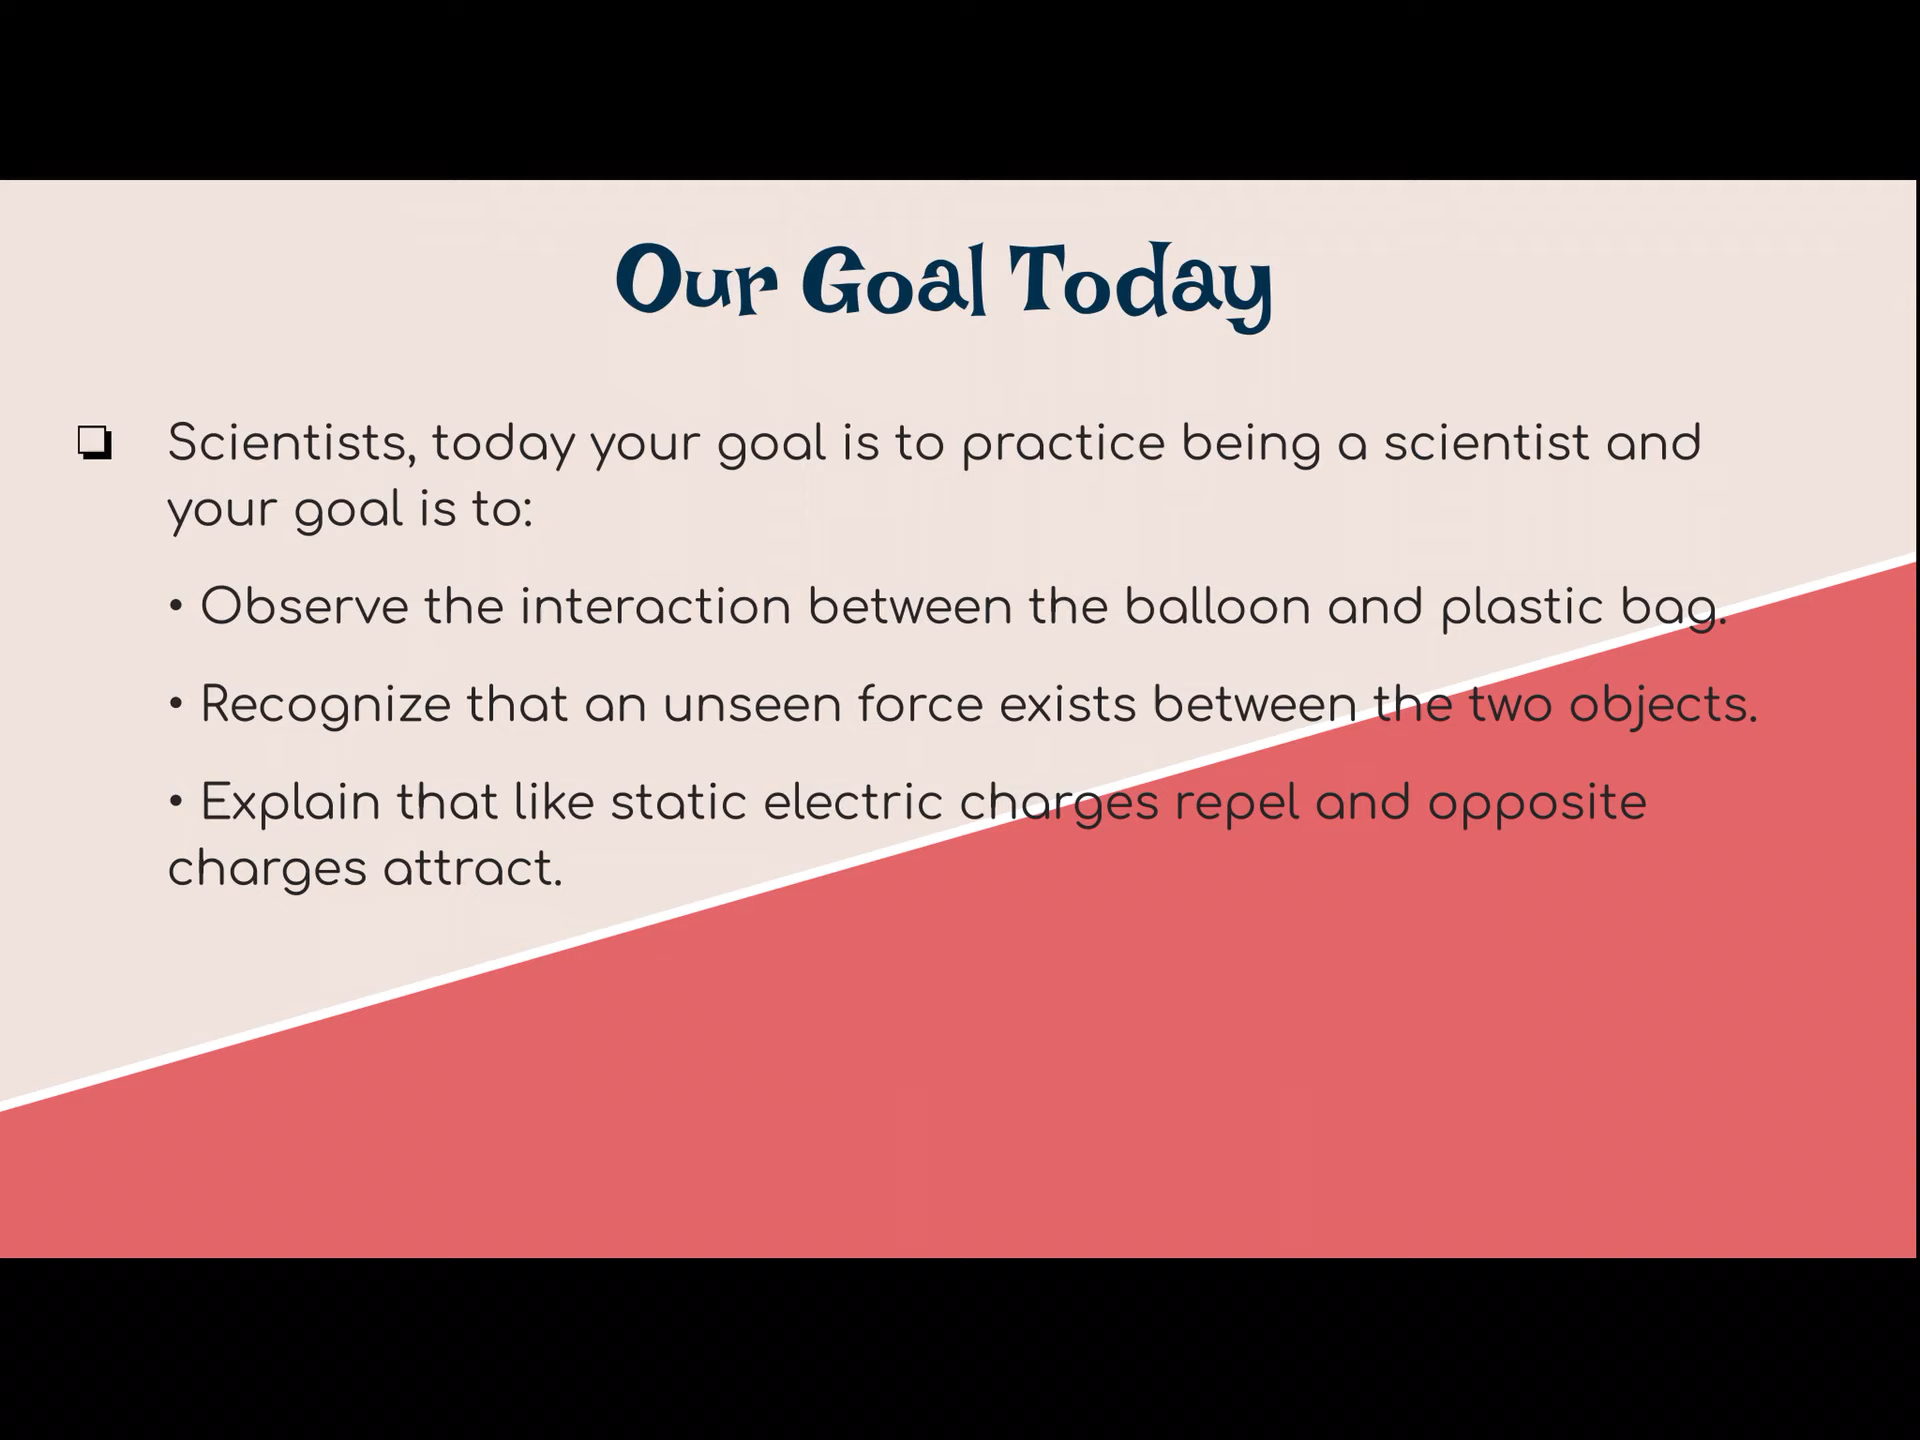 Our Goal Today
❏ Scientists, today your goal is to practice being a scientist and
your goal is to:
• Observe the interaction between the balloon and plastic bag.
• Recognize that an unseen force exists between the two objects.
• Explain that like static electric charges repel and opposite
charges attract.